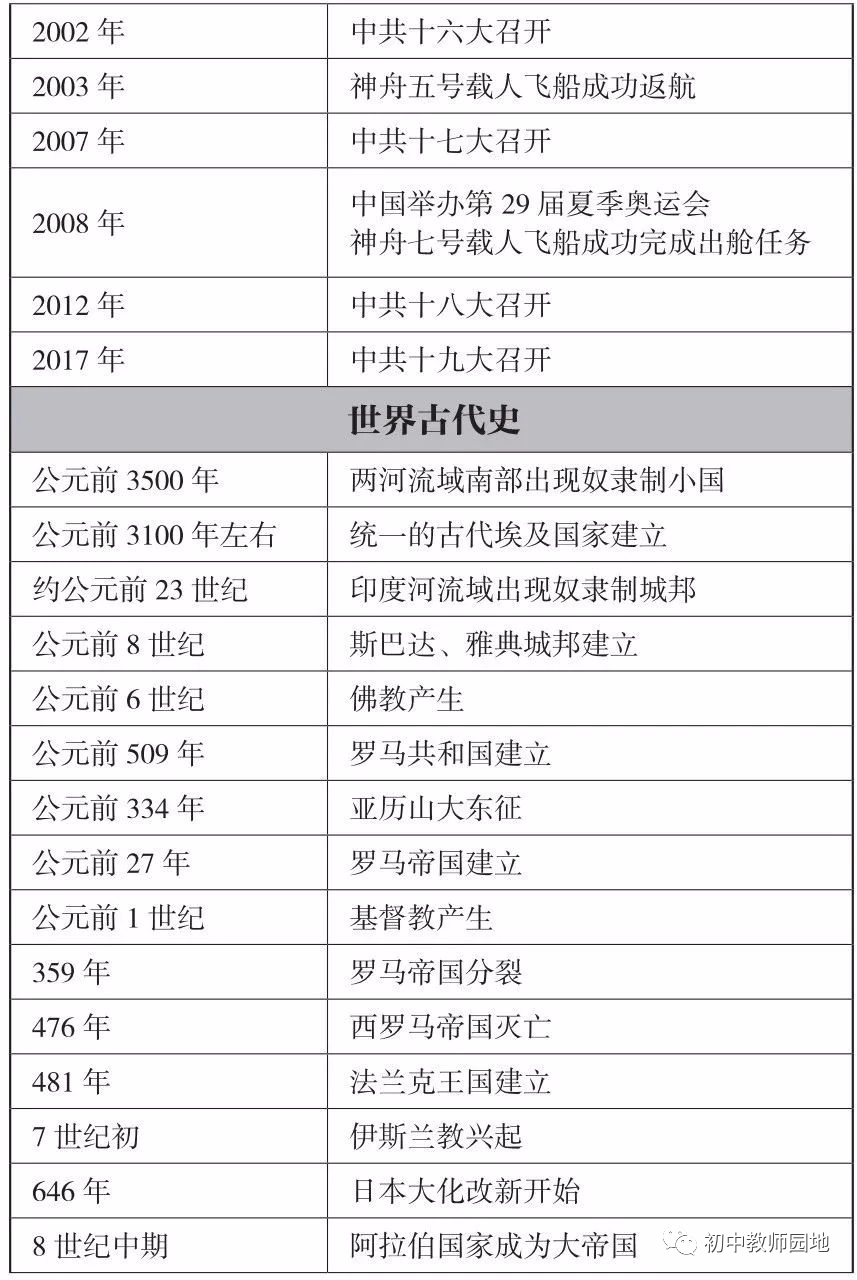 2002 年 中共十六大召开
2003 年 神舟五号载人飞船成功返航
2007 年 中共十七大召开
2008 年 中国举办第 29 届夏季奥运会
神舟七号载人飞船成功完成出舱任务
2012 年 中共十八大召开
2017 年 中共十九大召开
世界古代史
公元前 3500 年 两河流域南部出现奴隶制小国
公元前 3100 年左右 统一的古代埃及国家建立
约公元前 23 世纪 印度河流域出现奴隶制城邦
公元前 8 世纪 斯巴达、雅典城邦建立
公元前 6 世纪 佛教产生
公元前 509 年 罗马共和国建立
公元前 334 年 亚历山大东征
公元前 27 年 罗马帝国建立
公元前 1 世纪 基督教产生
359 年 罗马帝国分裂
476 年 西罗马帝国灭亡
481 年 法兰克王国建立
7 世纪初 伊斯兰教兴起
646 年 日本大化改新开始
8 世纪中期 阿拉伯国家成为大帝国
初中教师园地